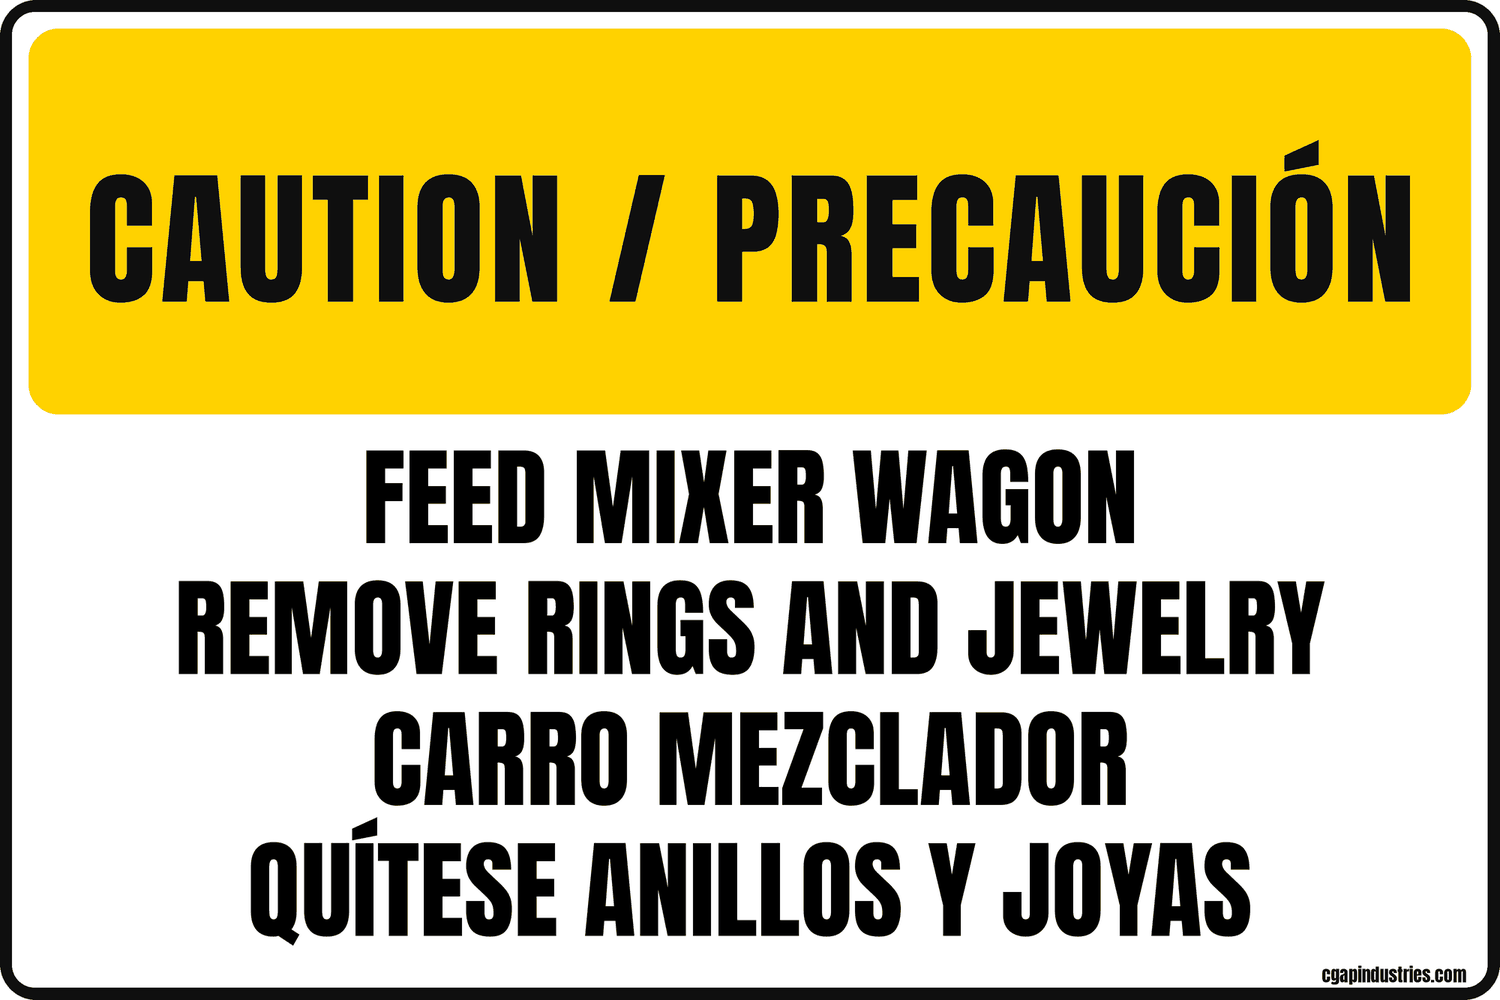 CAUTION / PRECAUCIÓN
FEED MIXER WAGON
REMOVE RINGS AND JEWELRY
CARRO MEZCLADOR
QUÍTESE ANILLOS Y JOYAS
cgapindustries.com